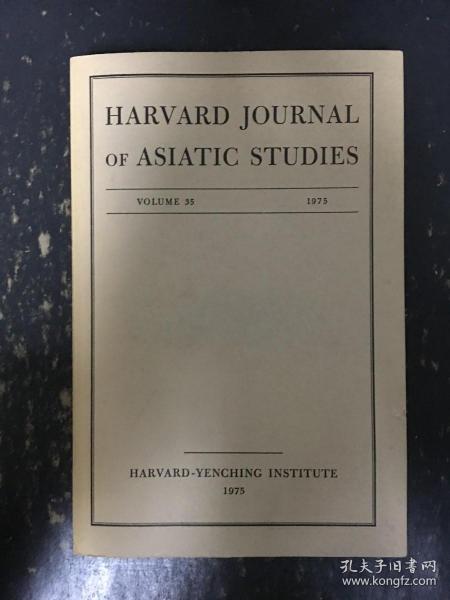 HARVARD JOURNAL
OF ASIATIC STUDIES
VOLUME 35 1975
HARVARD-YENCHING INSTITUTE
1975
孔夫子旧书网
www.kongfz.com